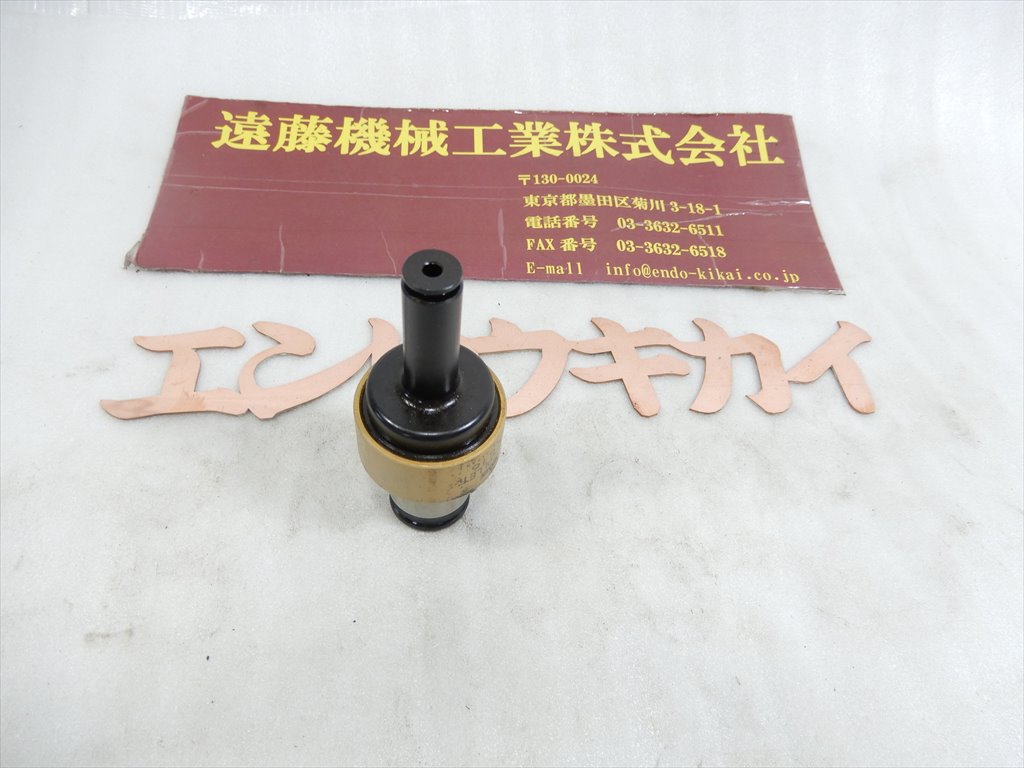 遠藤機械工業株式会社
〒130-0024
東京都墨田区菊川 3-18-1
電話番号 03-3632-6511
FAX 番号 03-3632-6518
E-mail info@endo-kikai.co.jp
エンドウキカイ